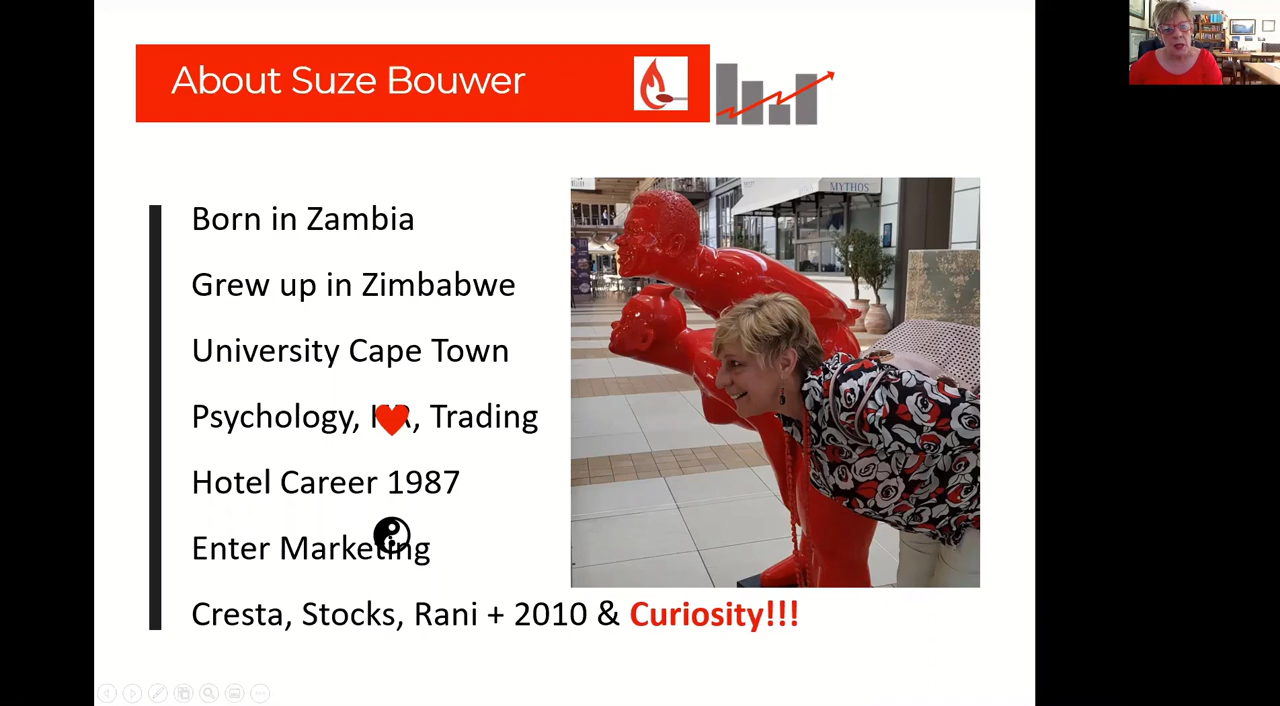 About Suze Bouwer
MYTHOS
Born in Zambia
Grew up in Zimbabwe
University Cape Town
Psychology, , Trading
Hotel Career 1987
Enter Marketing
Cresta, Stocks, Rani + 2010 & Curiosity!!!